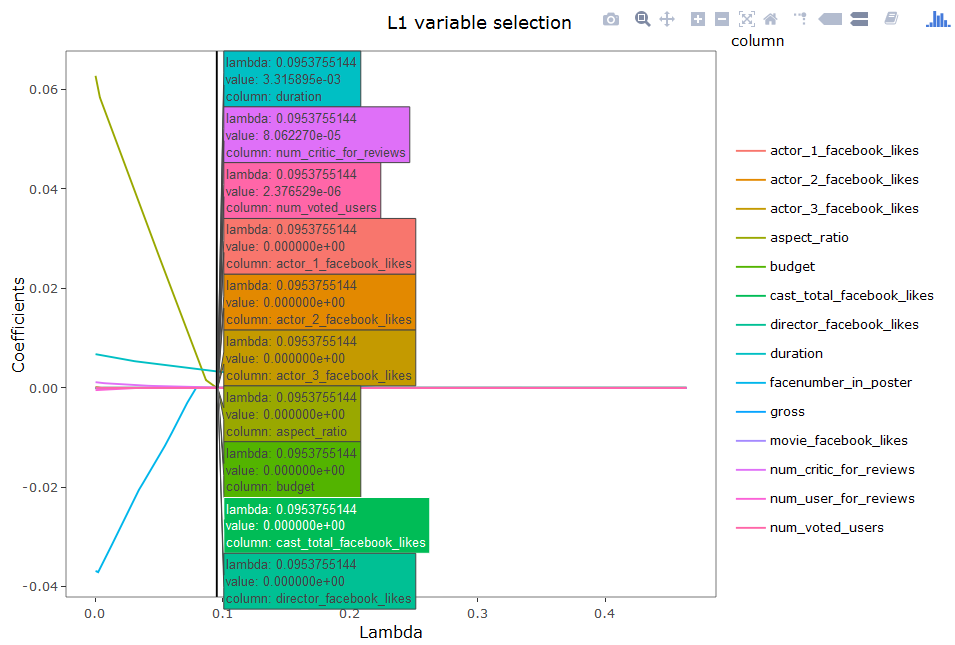 L1 variable selection
column
0.06
0.04
0.02
0.00
-0.02
-0.04
Coefficients
lambda: 0.0953755144
value: 3.315895e-03
column: duration
lambda: 0.0953755144
value: 8.062270e-05
column: num_critic_for_reviews
lambda: 0.0953755144
value: 2.376529e-06
column: num_voted_users
lambda: 0.0953755144
value: 0.000000e+00
column: actor_1_facebook_likes
lambda: 0.0953755144
value: 0.000000e+00
column: actor_2_facebook_likes
lambda: 0.0953755144
value: 0.000000e+00
column: actor_3_facebook_likes
lambda: 0.0953755144
value: 0.000000e+00
column: aspect_ratio
lambda: 0.0953755144
value: 0.000000e+00
column: budget
lambda: 0.0953755144
value: 0.000000e+00
column: cast_total_facebook_likes
lambda: 0.0953755144
value: 0.000000e+00
column: director_facebook_likes
actor_1_facebook_likes
actor_2_facebook_likes
actor_3_facebook_likes
aspect_ratio
budget
cast_total_facebook_likes
director_facebook_likes
duration
facenumber_in_poster
gross
movie_facebook_likes
num_critic_for_reviews
num_user_for_reviews
num_voted_users
0.0 0.1 0.2 0.3 0.4
Lambda